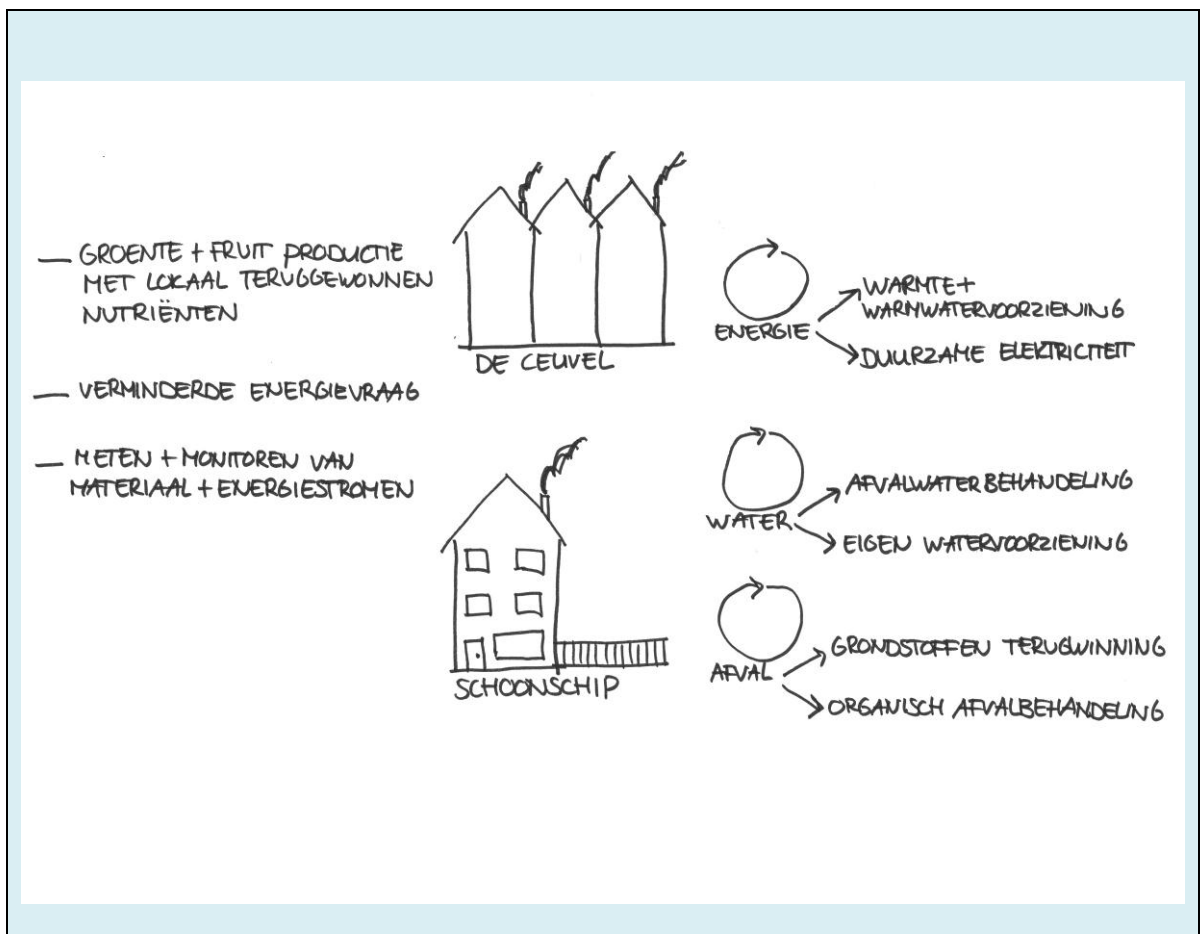 — GROENTE + FRUIT PRODUCTIE
MET LOKAAL TERUGGEWONNEN
NUTRIËNTEN
— VERMINDERDE ENERGIEVRAAG
— METEN + MONITOREN VAN
MATERIAAL + ENERGIESTROMEN
DE CEUVEL
SCHOONSCHIP
ENERGIE
WARMTE +
WARMWATERVOORZIENING
DUURZAME ELEKTRICITEIT
WATER
AFVALWATERBEHANDELING
EIGEN WATERVOORZIENING
AFVAL
GRONDSTOFFEN TERUGWINNING
ORGANISCH AFVALBEHANDELING